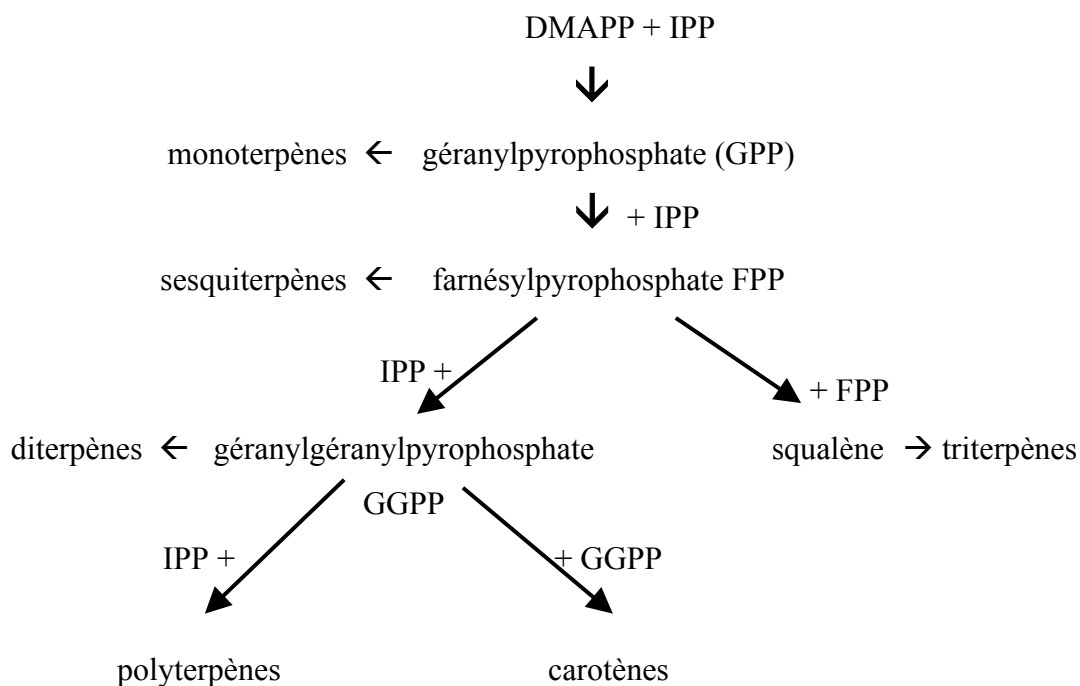 DMAPP + IPP
monoterpènes ← géranylpyrophosphate (GPP)
+ IPP
sesquiterpènes ← farnésylpyrophosphate FPP
IPP +
+ FPP
diterpènes ← géranylgéranylpyrophosphate
squalène → triterpènes
GGPP
IPP +
+ GGPP
polyterpènes
carotènes